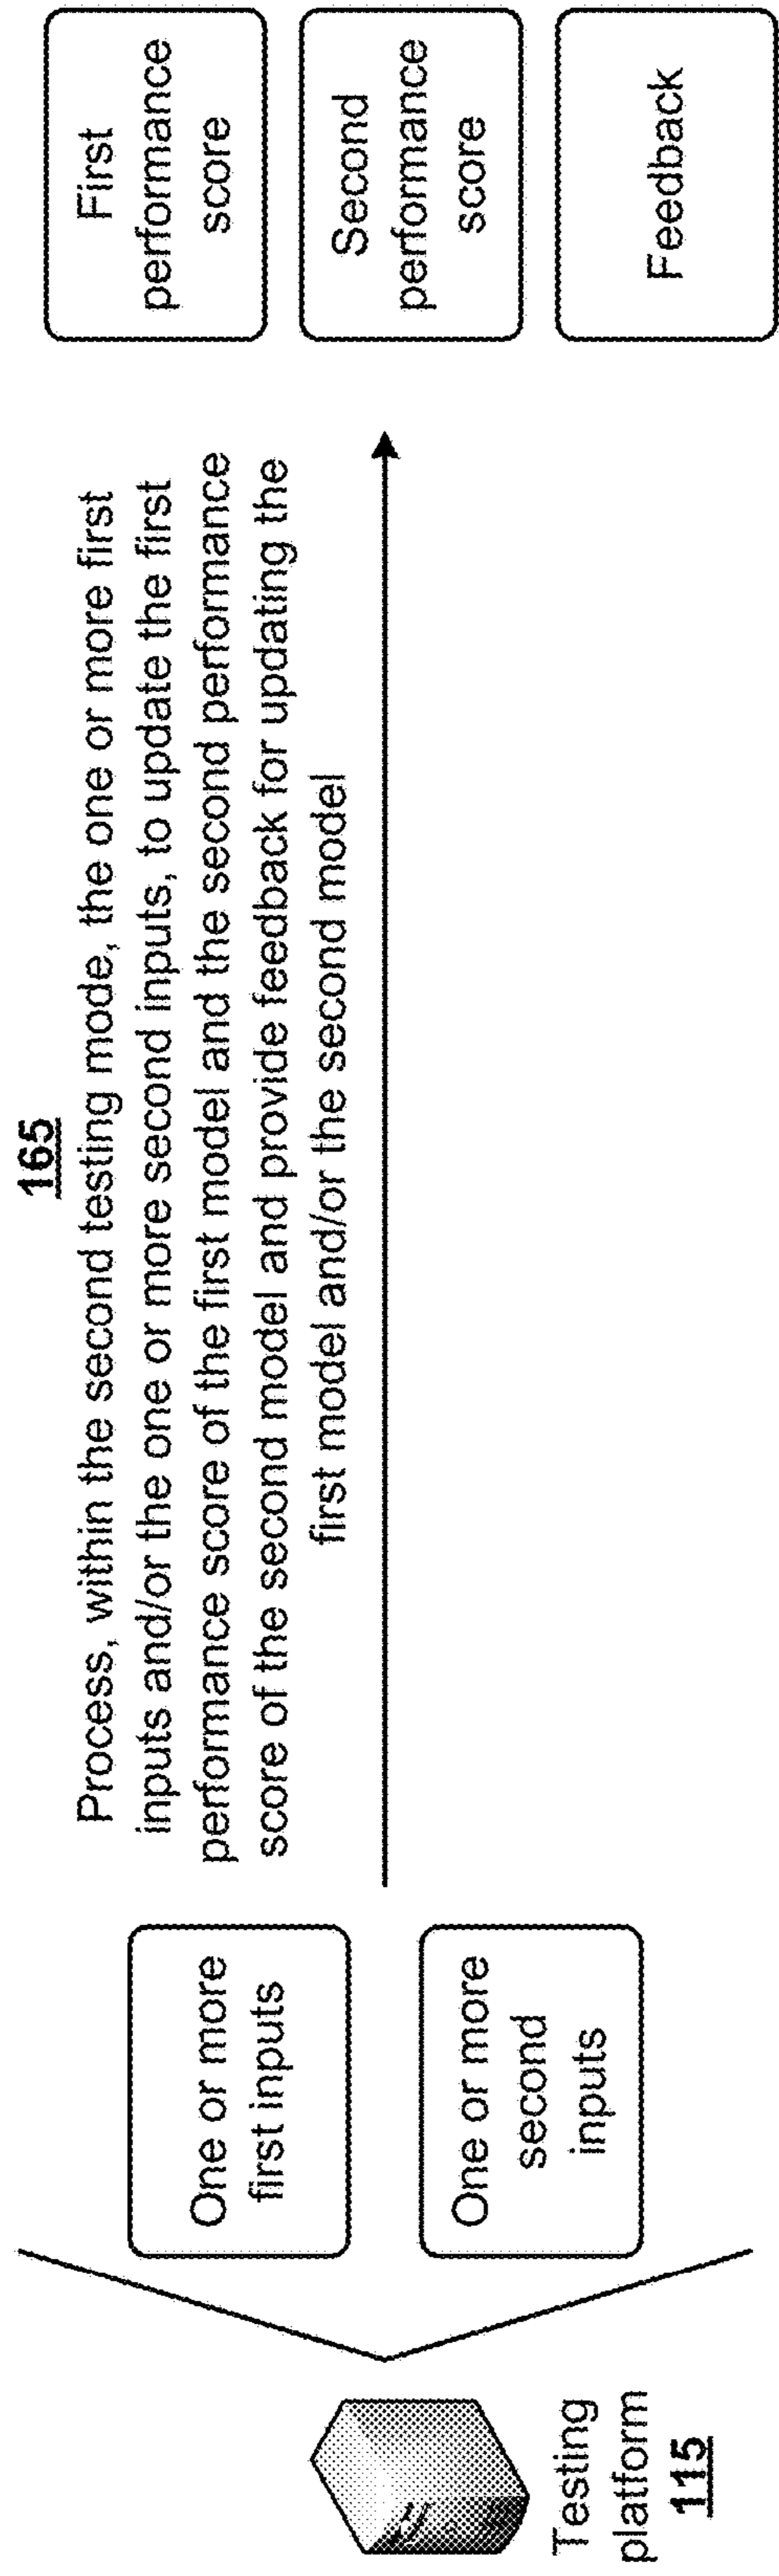 165
Process, within the second testing mode, the one or more first
inputs and/or the one or more second inputs, to update the first
performance score of the first model and the second performance
score of the second model and provide feedback for updating the
first model and/or the second model
Testing
platform
115
One or more
first inputs
One or more
second
inputs
First
performance
score
Second
performance
score
Feedback